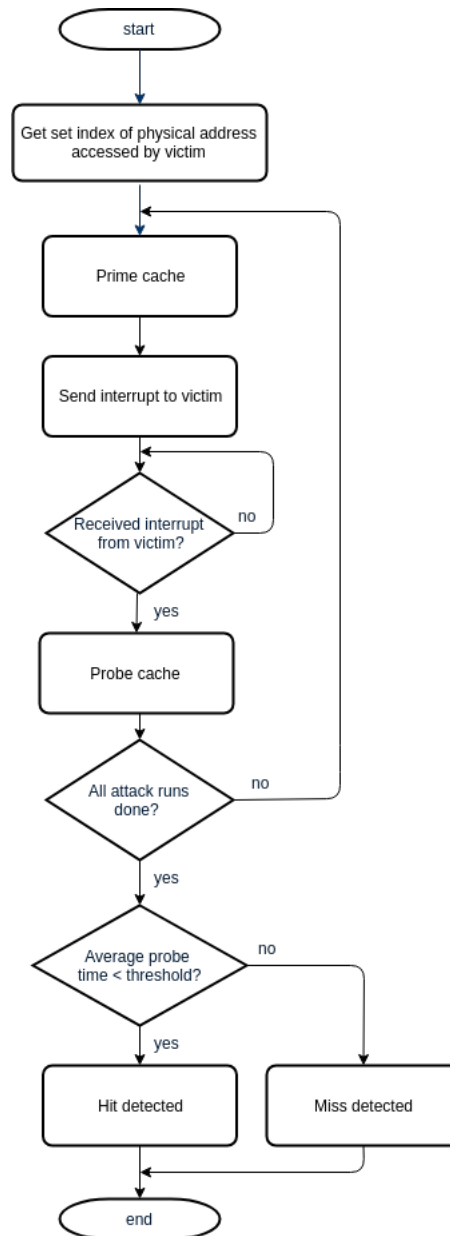 start
Get set index of physical address
accessed by victim
Prime cache
Send interrupt to victim
Received interrupt
from victim?
no
yes
Probe cache
All attack runs
done?
no
yes
Average probe
time < threshold?
no
yes
Hit detected
Miss detected
end